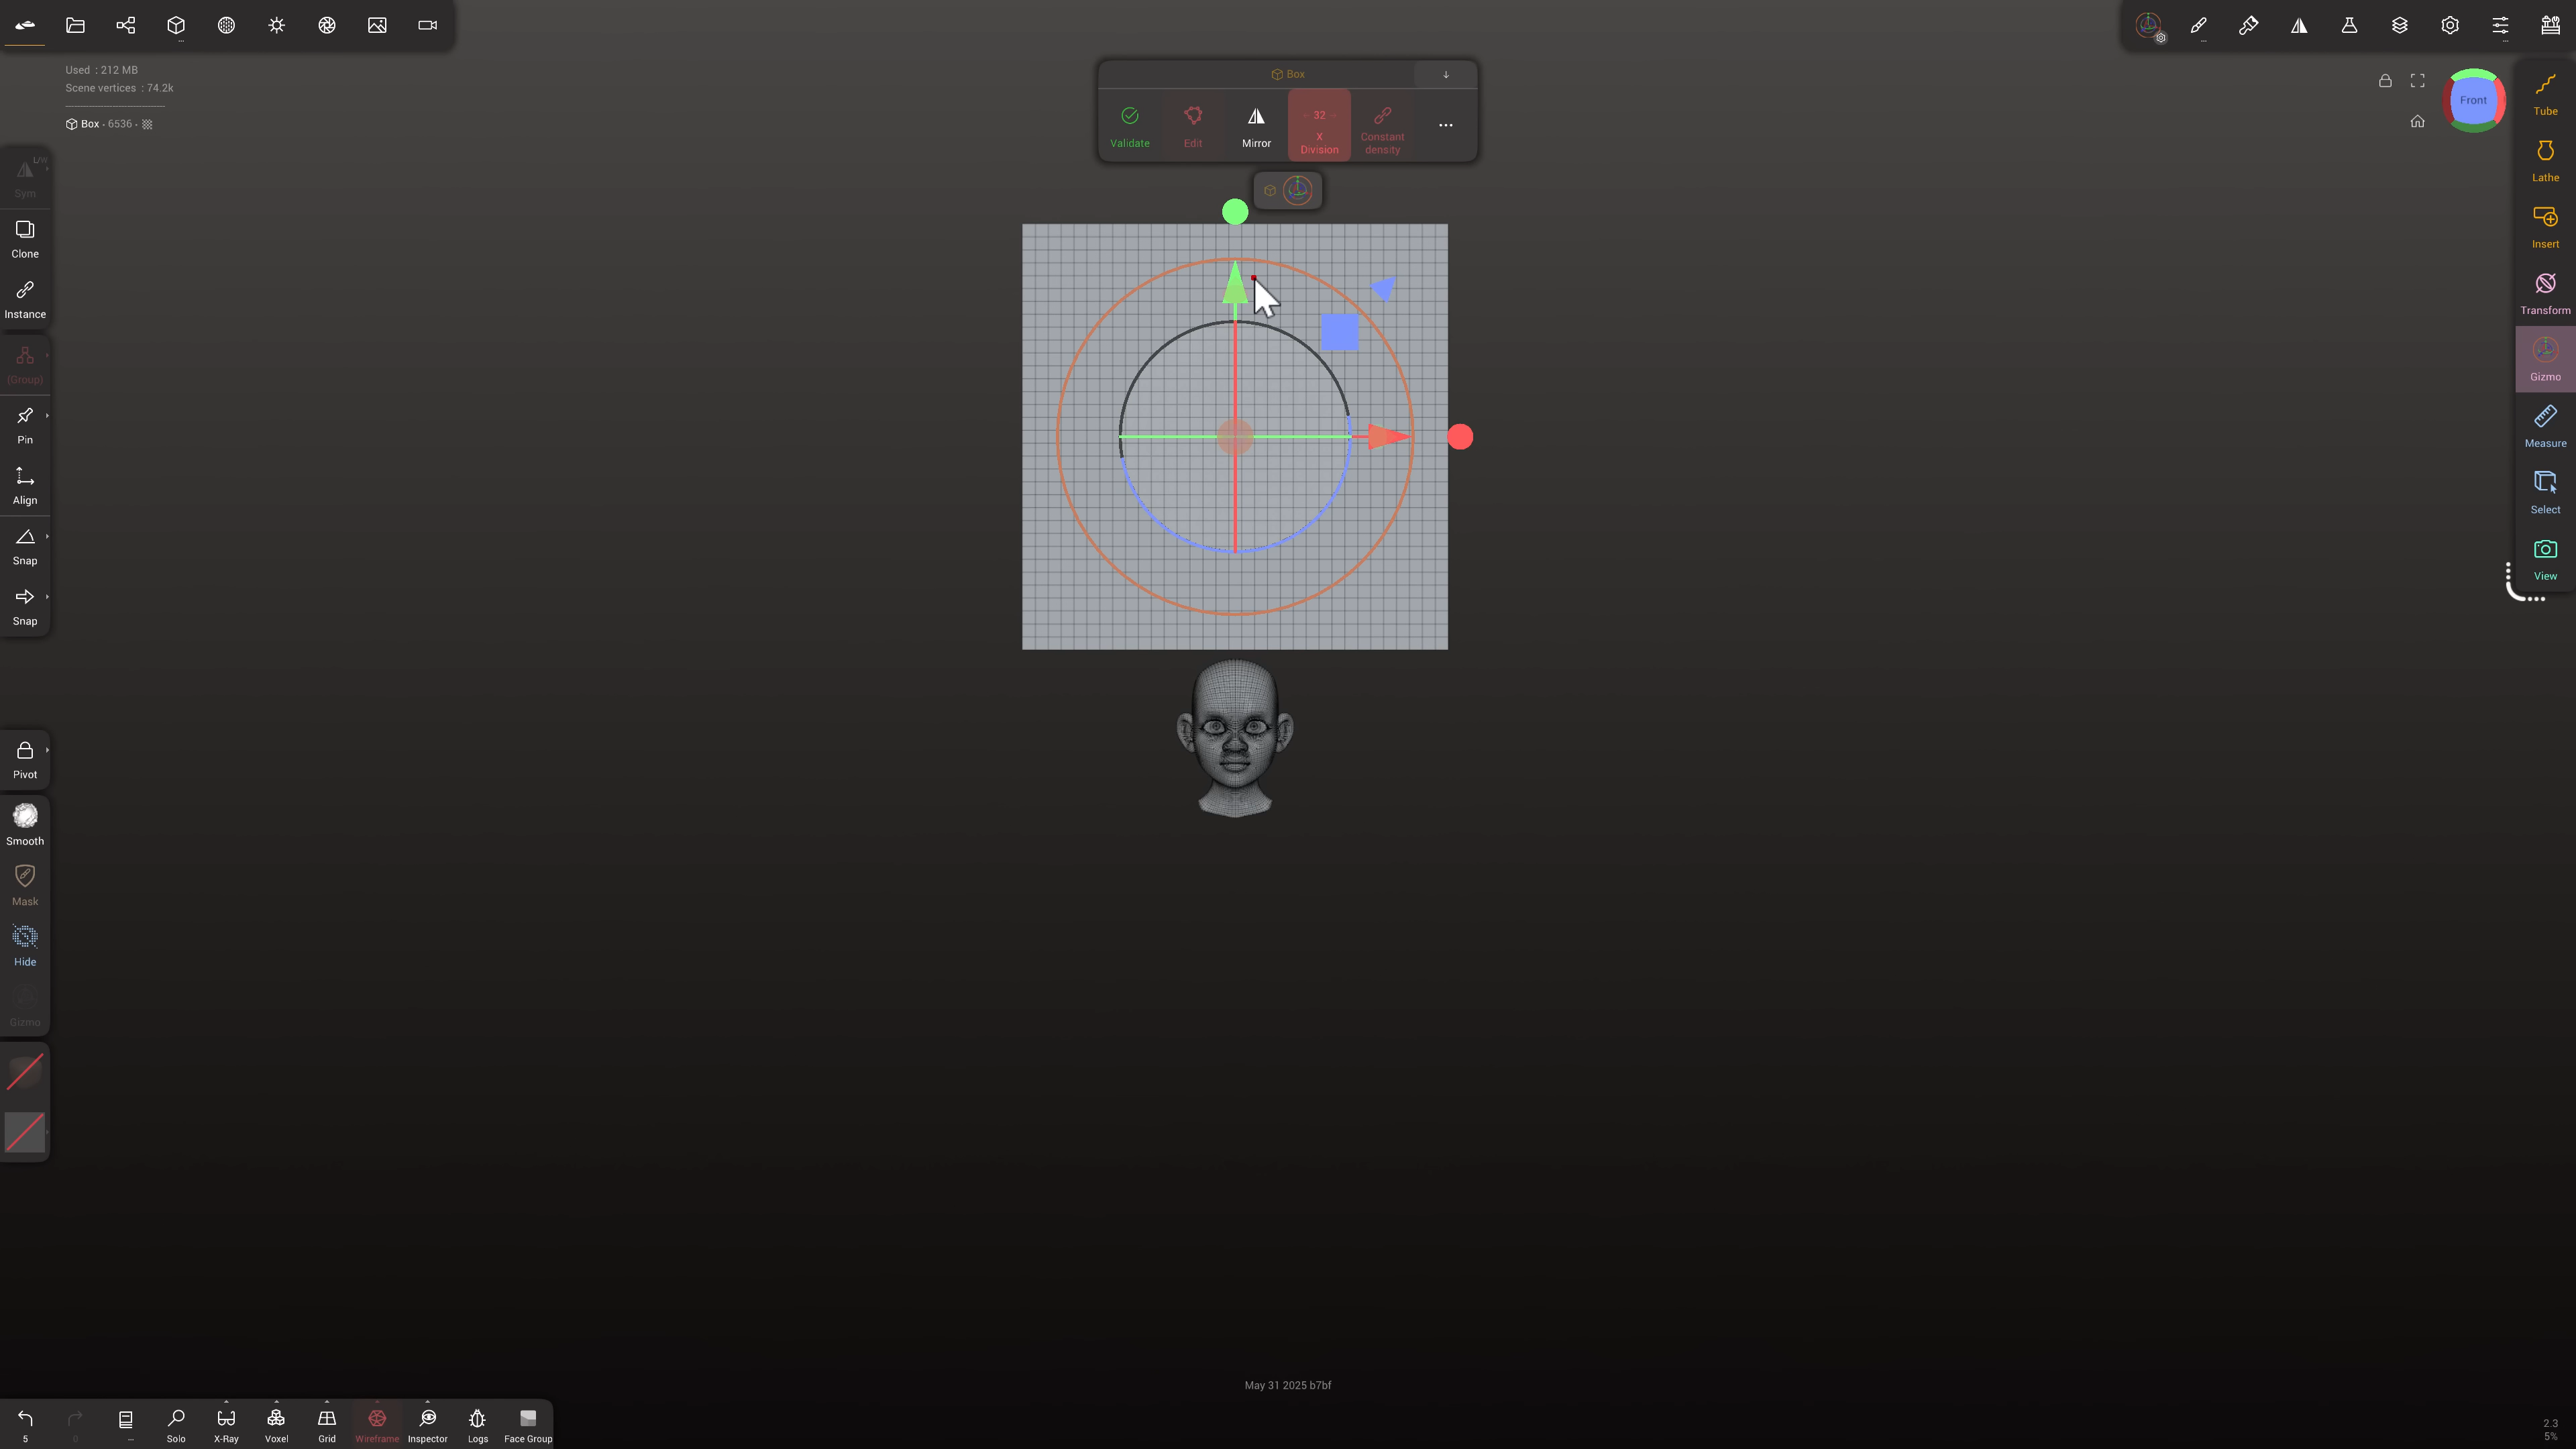 Used : 212 MB
Scene vertices : 74.2k
Box • 6536 •
Box
Validate
Edit
Mirror
32
X
Division
Constant
density
...
Front
L/W
Sym
Clone
Instance
(Group)
Pin
Align
Snap
Snap
Pivot
Smooth
Mask
Hide
Gizmo
Tube
Lathe
Insert
Transform
Gizmo
Measure
Select
View
May 31 2025 b7bf
5
0
...
Solo
X-Ray
Voxel
Grid
Wireframe
Inspector
Logs
Face Group
2.3
5%